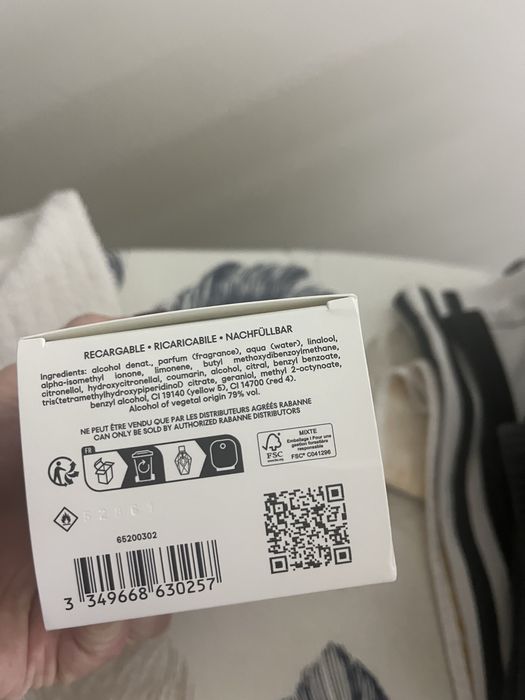 RECARGABLE • RICARICABILE • NACHFÜLLBAR
Ingredients: alcohol denat., parfum (fragrance), aqua (water), linalool,
alpha-isomethyl ionone, limonene, butyl methoxydibenzoylmethane,
citronellol, hydroxycitronellal, coumarin, alcohol, citral, benzyl benzoate,
tris(tetramethylhydroxypiperidinol) citrate, geraniol, methyl 2-octynoate,
benzyl alcohol, CI 19140 (yellow 5), CI 14700 (red 4).
Alcohol of vegetal origin 79% vol.
NE PEUT ÊTRE VENDU QUE PAR LES DISTRIBUTEURS AGRÉÉS RABANNE
CAN ONLY BE SOLD BY AUTHORIZED RABANNE DISTRIBUTORS
FR
FSC
MIXTE
Emballage | Pour une
gestion forestière
responsable
FSC® C041296
65200302
3 349668 630257